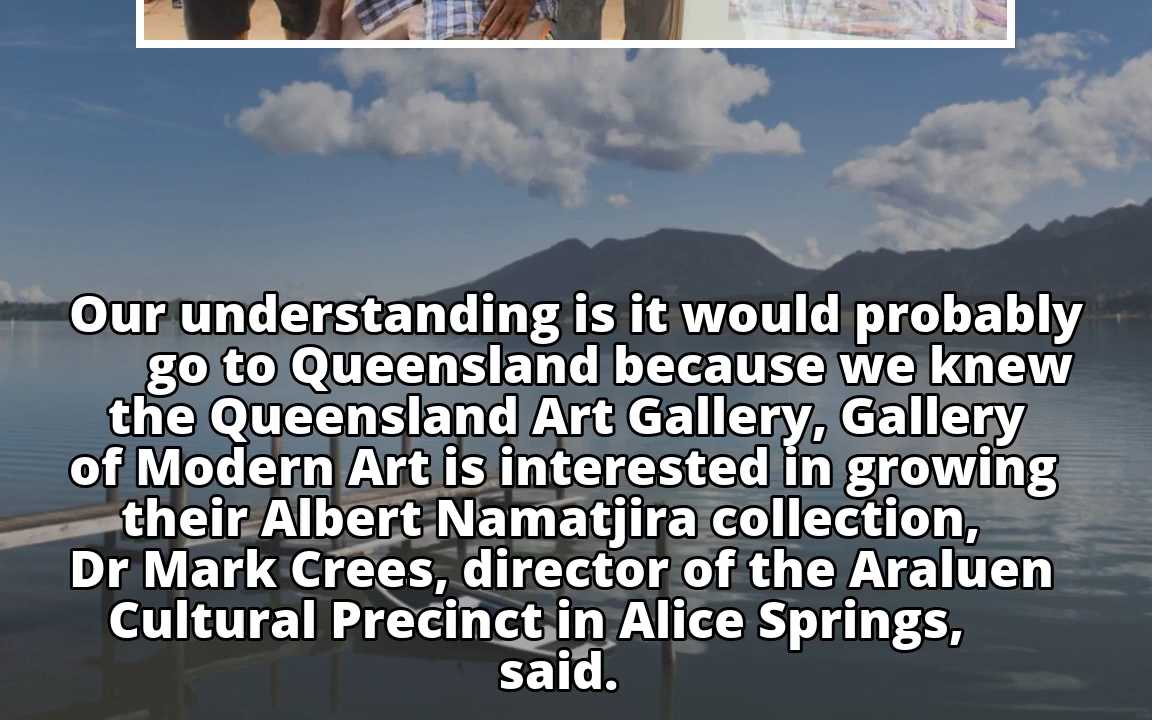 Our understanding is it would probably
go to Queensland because we knew
the Queensland Art Gallery, Gallery
of Modern Art is interested in growing
their Albert Namatjira collection,
Dr Mark Crees, director of the Araluen
Cultural Precinct in Alice Springs,
said.